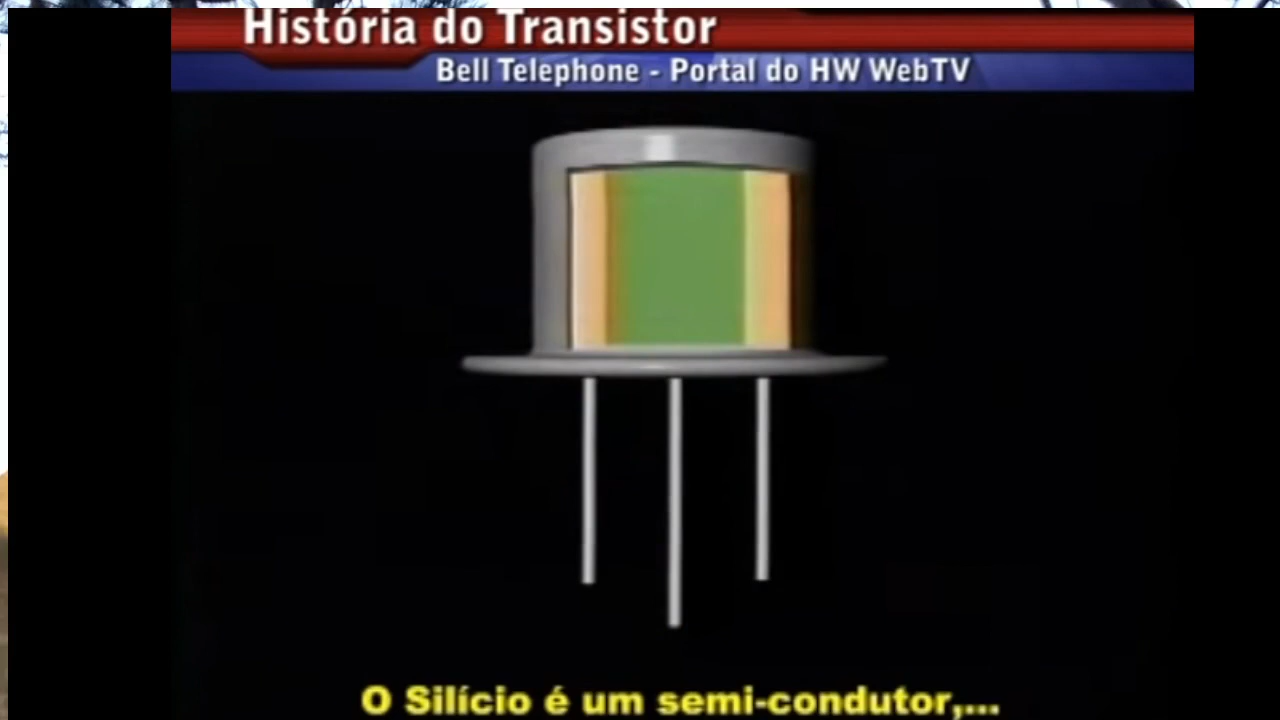 História do Transistor
Bell Telephone - Portal do HW WebTV
O Silício é um semi-condutor,...